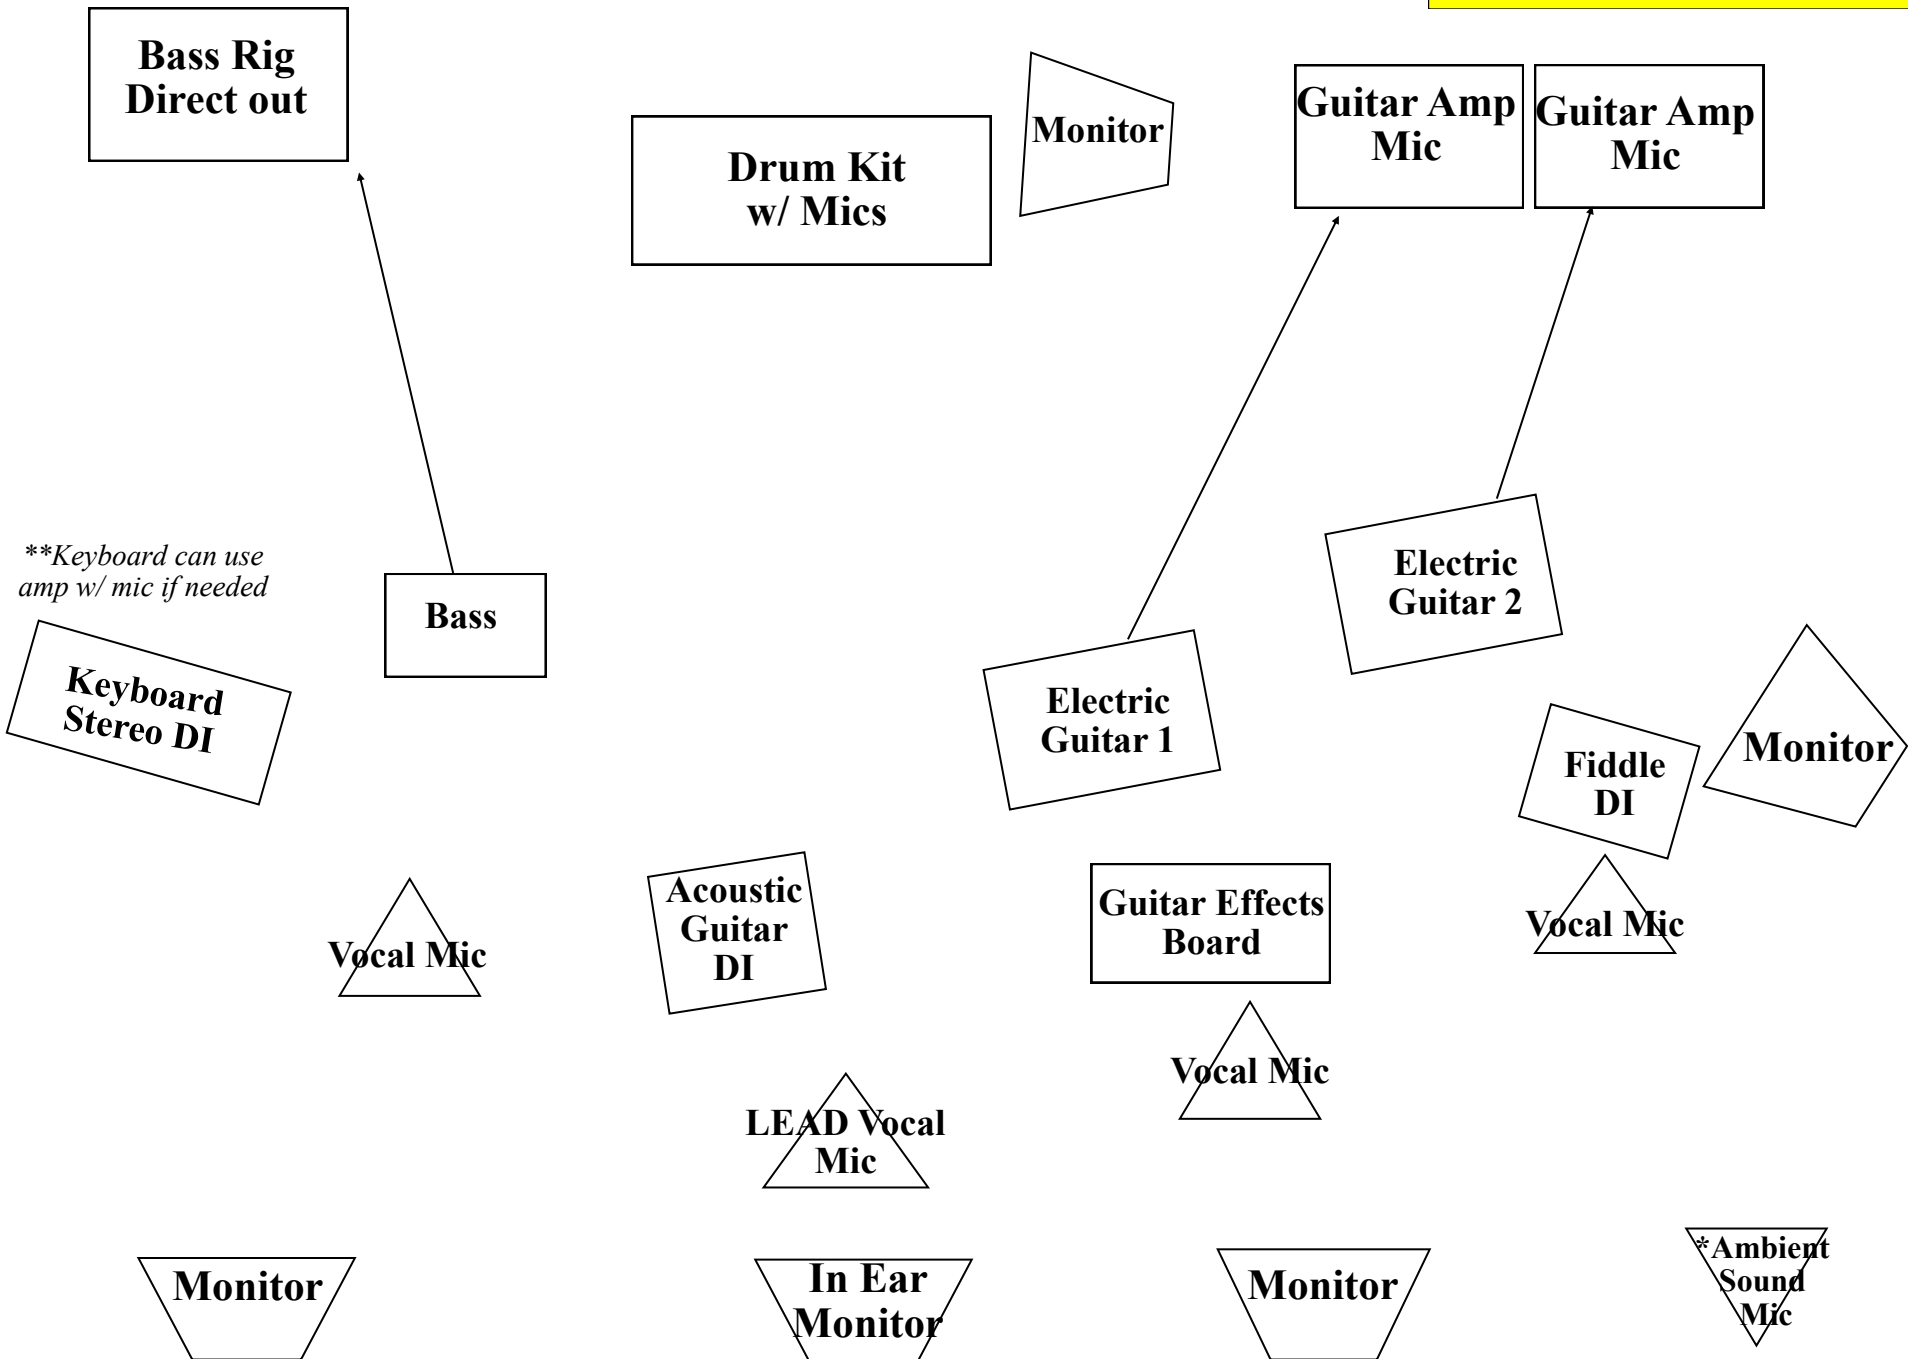 Bass Rig
Direct out
Drum Kit
w/ Mics
Monitor
Guitar Amp
Mic
Guitar Amp
Mic
**Keyboard can use
amp w/ mic if needed
Keyboard
Stereo DI
Bass
Electric
Guitar 1
Electric
Guitar 2
Fiddle
DI
Monitor
Vocal Mic
Acoustic
Guitar
DI
Guitar Effects
Board
Vocal Mic
Vocal Mic
LEAD Vocal
Mic
Monitor
In Ear
Monitor
Monitor
*Ambient
Sound
Mic